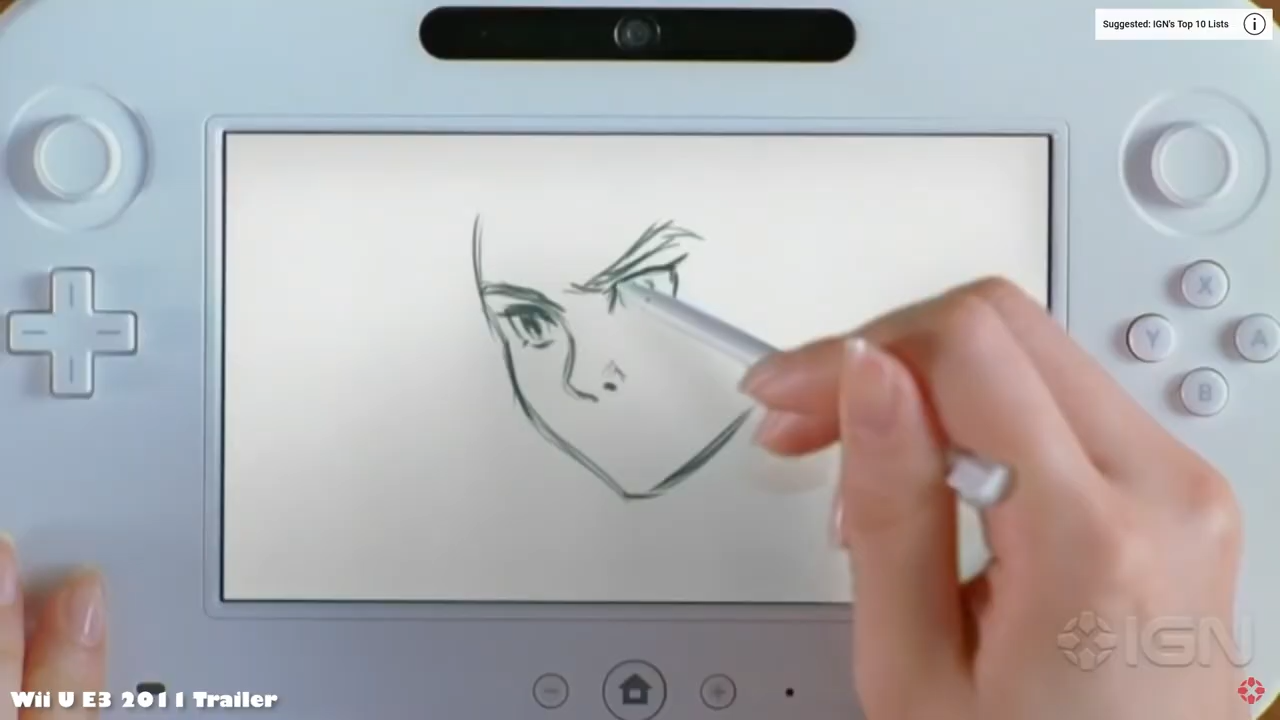 Suggested: IGN's Top 10 Lists
X
Y
A
B
IGN
Wii U E3 2011 Trailer